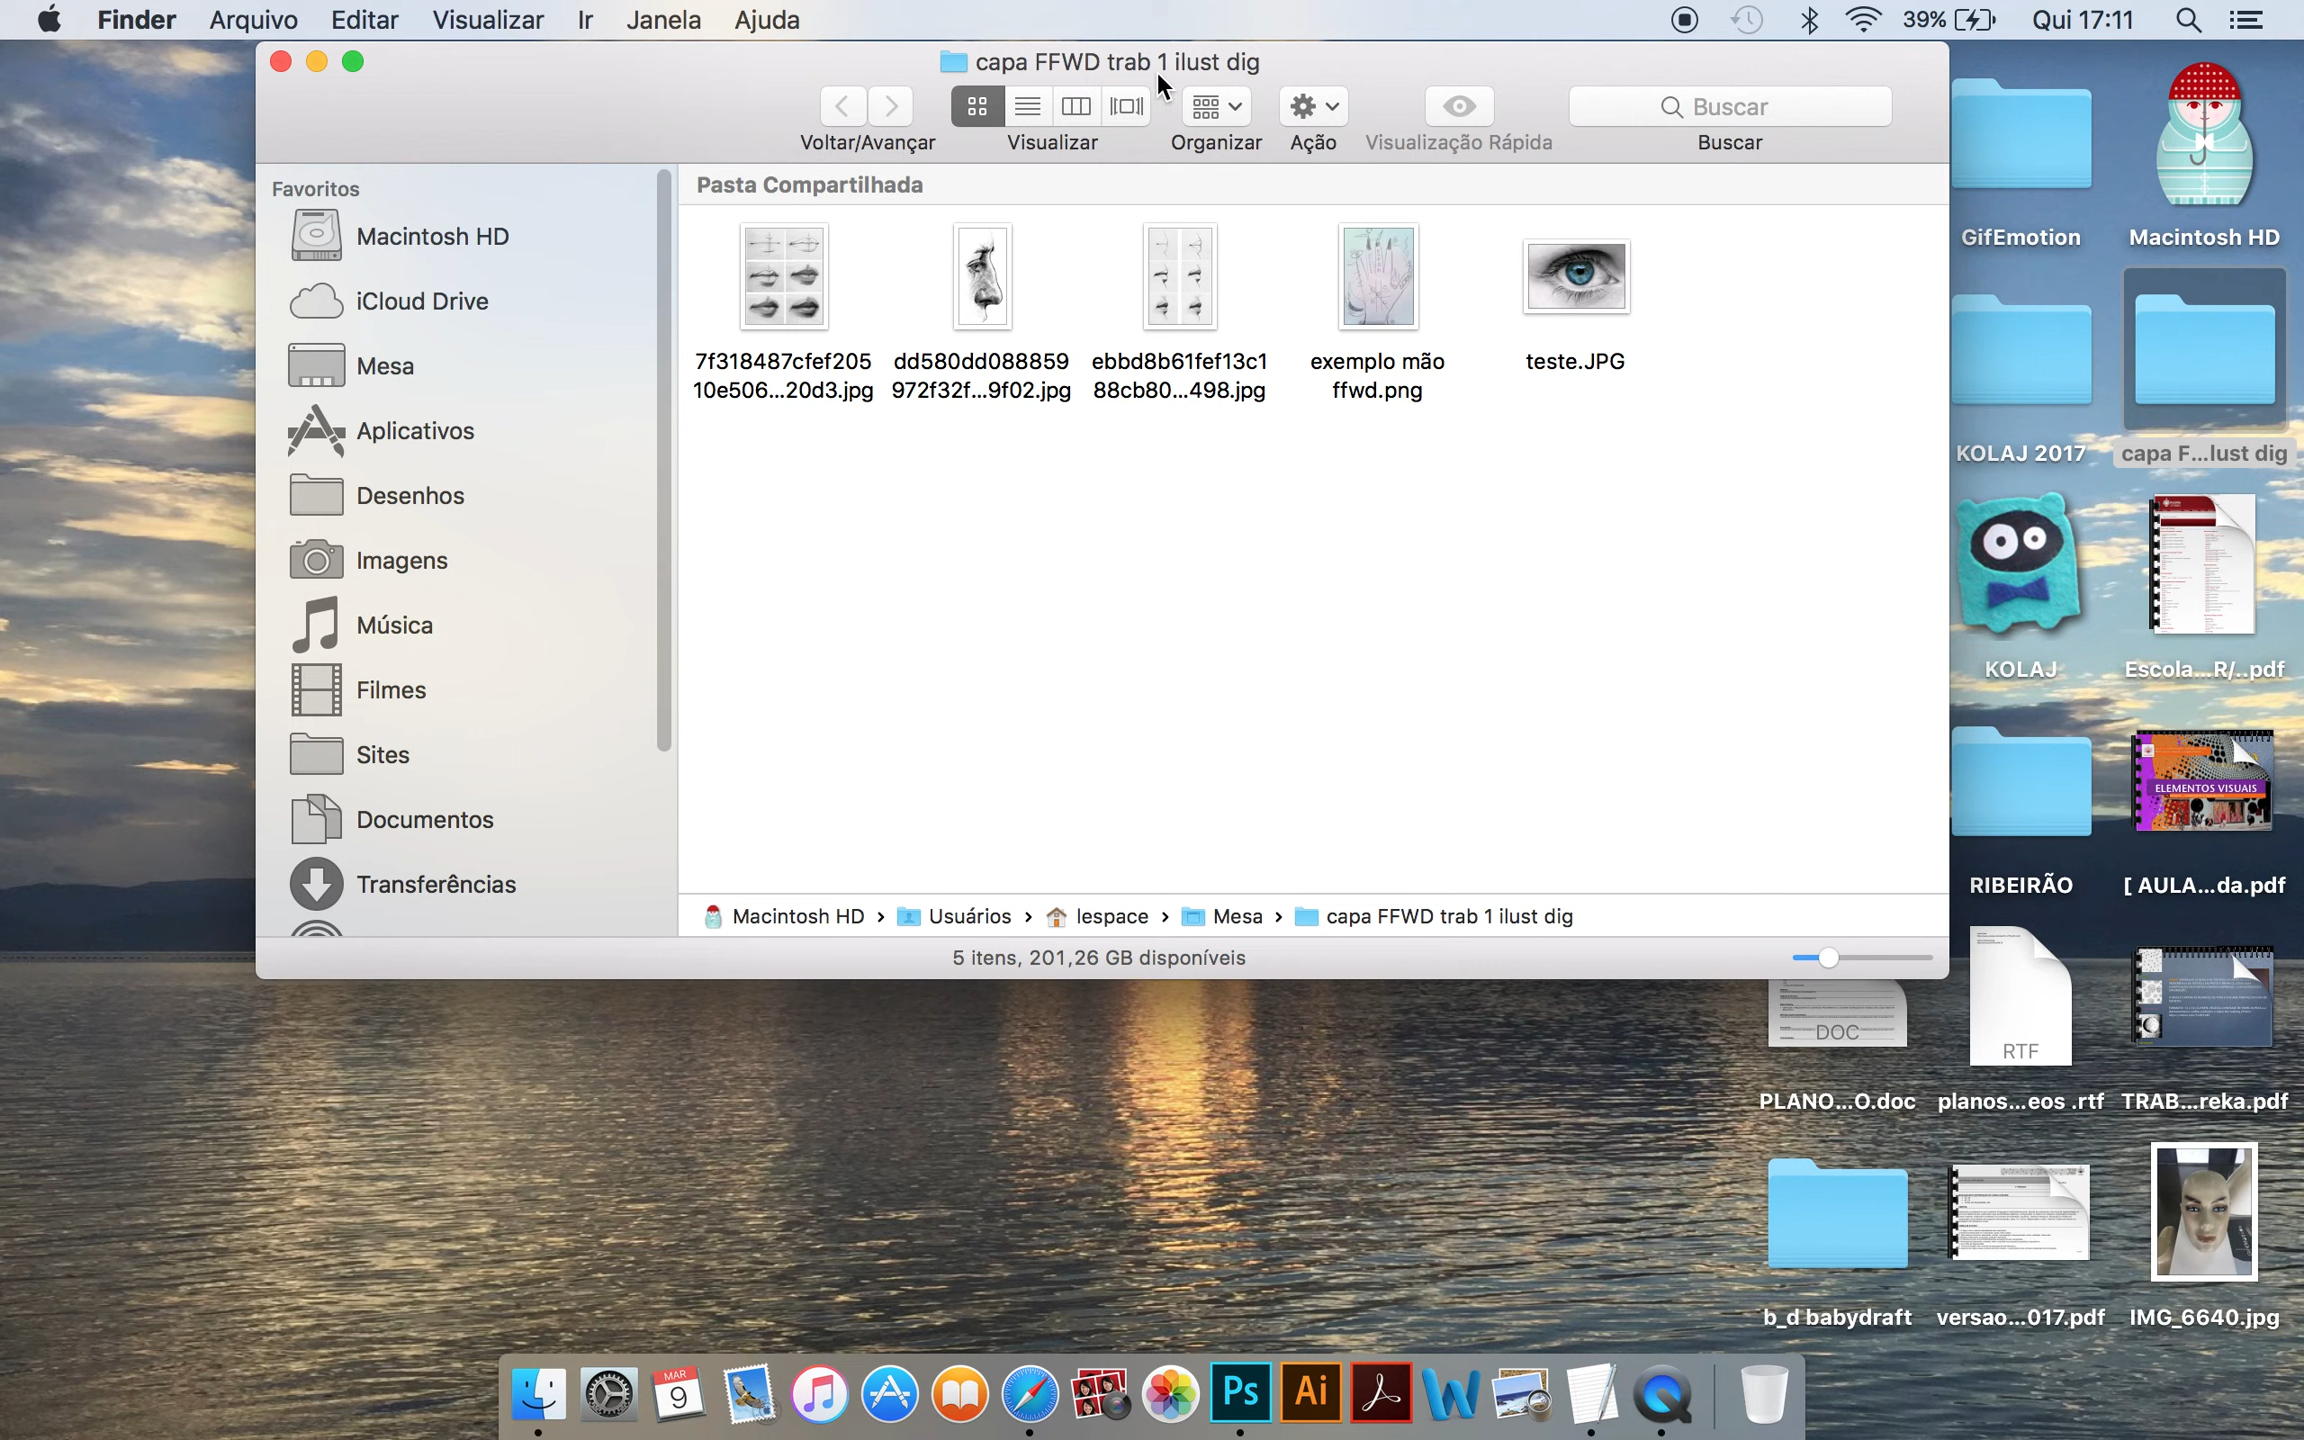 Finder Arquivo Editar Visualizar Ir Janela Ajuda 39% Qui 17:11
capa FFWD trab 1 ilust dig
Buscar
Voltar/Avançar Visualizar Organizar Ação Visualização Rápida Buscar
Favoritos
Macintosh HD
iCloud Drive
Mesa
Aplicativos
Desenhos
Imagens
Música
Filmes
Sites
Documentos
Transferências
Pasta Compartilhada
7f318487cfef205
10e506...20d3.jpg
dd580dd088859
972f32f...9f02.jpg
ebbd8b61fef13c1
88cb80...498.jpg
exemplo mão
ffwd.png
teste.JPG
Macintosh HD › Usuários › lespace › Mesa › capa FFWD trab 1 ilust dig
5 itens, 201,26 GB disponíveis
GifEmotion
Macintosh HD
KOLAJ 2017
capa F...lust dig
KOLAJ
Escola...R/..pdf
ELEMENTOS VISUAIS
RIBEIRÃO
[ AULA...da.pdf
DOC
RTF
PLANO...O.doc
planos...eos .rtf
TRAB...reka.pdf
b_d babydraft
versao...017.pdf
IMG_6640.jpg
MAR
9
Ps
Ai
W